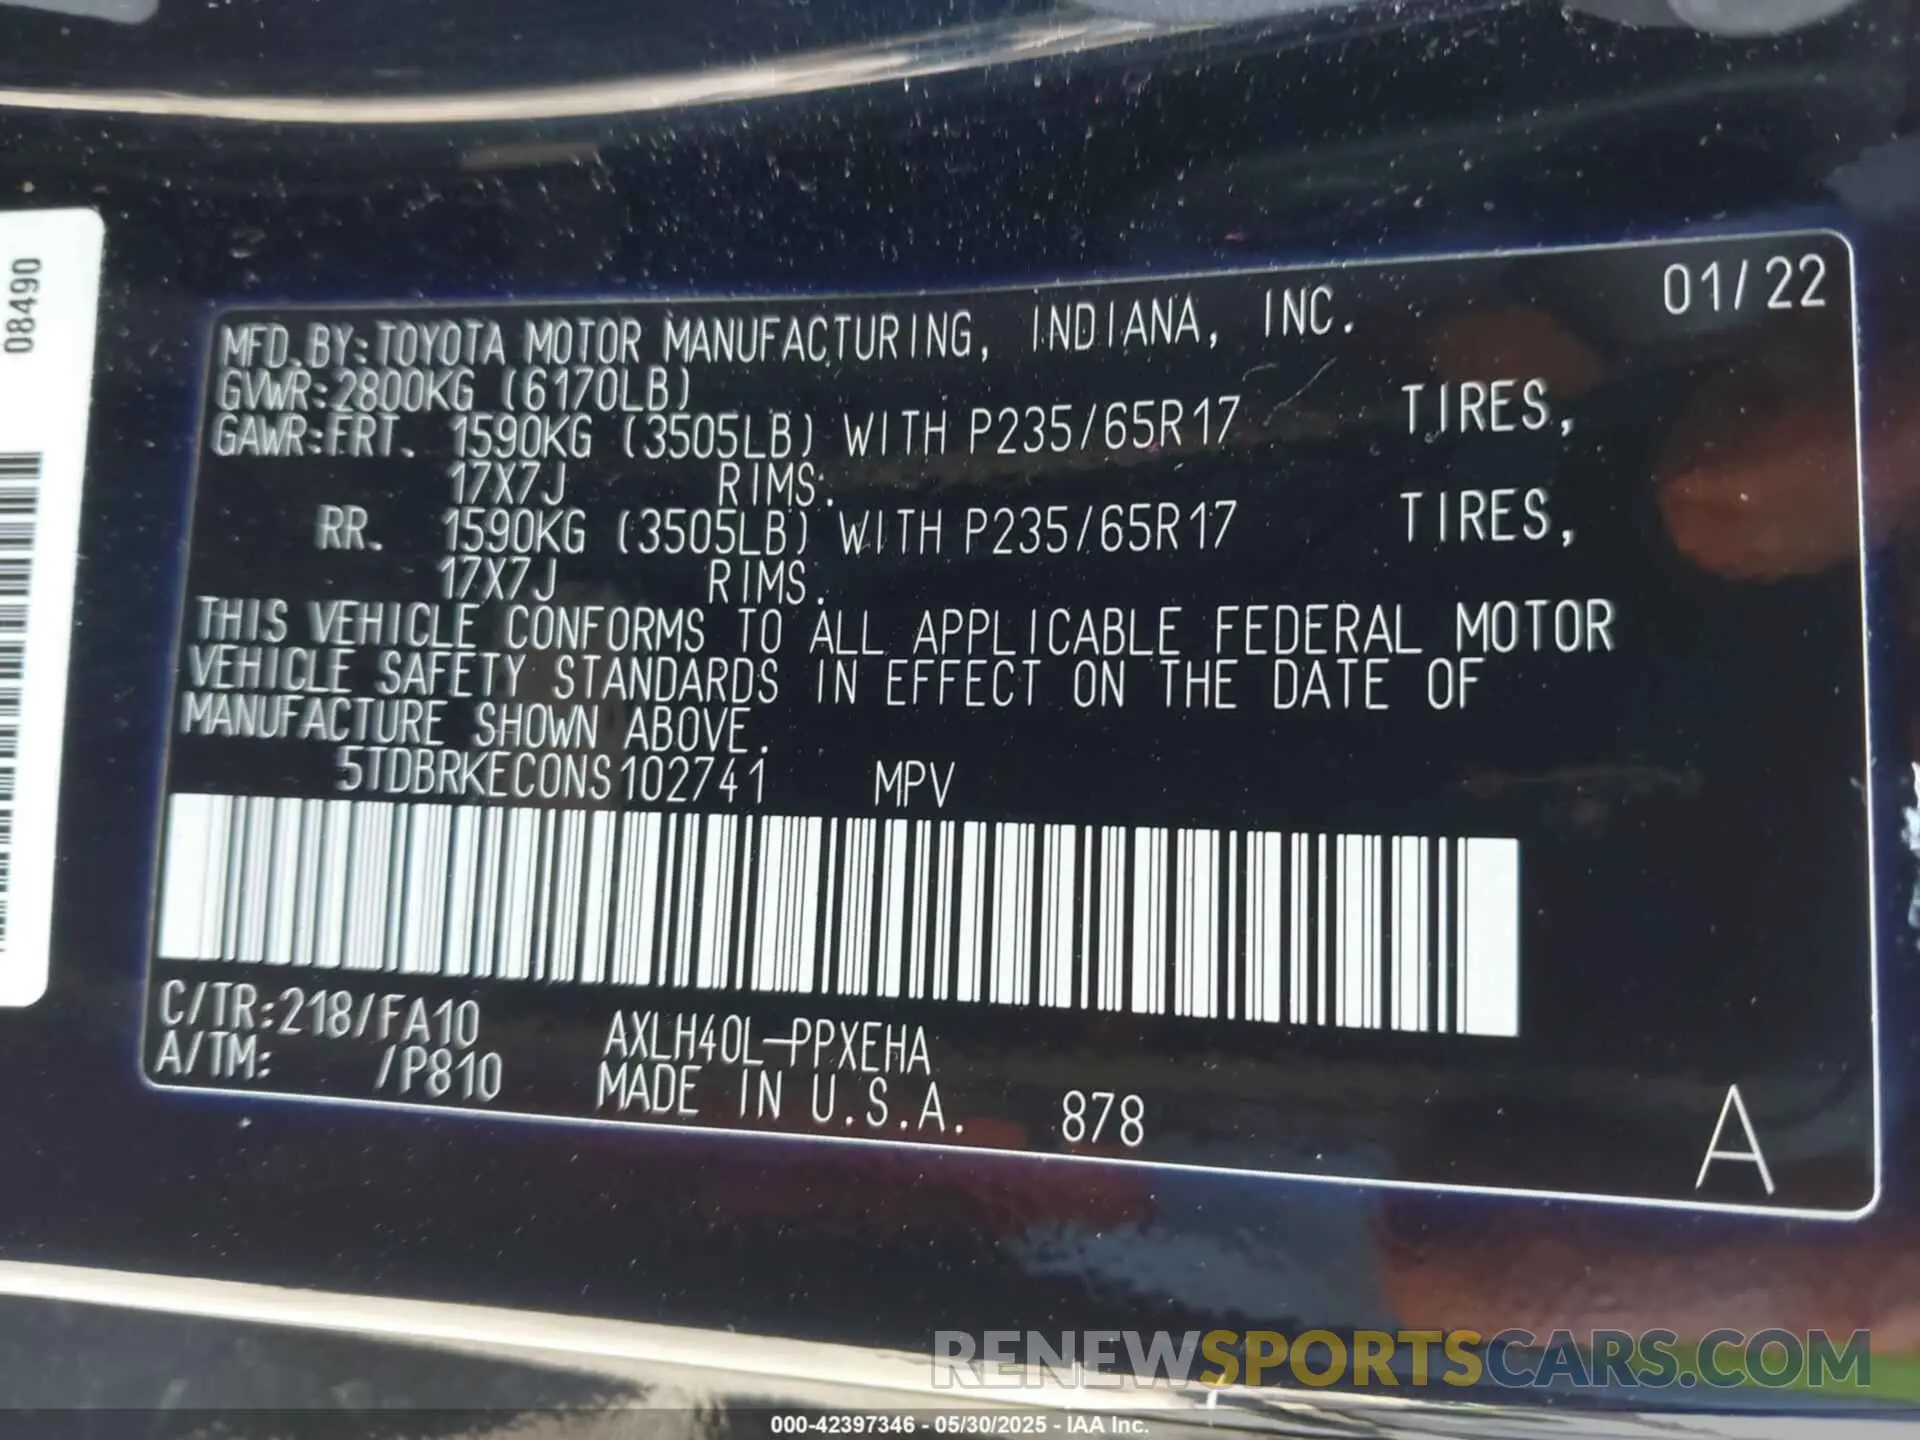 08490
01/22
MFD.BY:TOYOTA MOTOR MANUFACTURING, INDIANA, INC.
GVWR:2800KG (6170LB)
GAWR:FRT. 1590KG (3505LB) WITH P235/65R17 TIRES,
17X7J RIMS.
RR. 1590KG (3505LB) WITH P235/65R17 TIRES,
17X7J RIMS.
THIS VEHICLE CONFORMS TO ALL APPLICABLE FEDERAL MOTOR
VEHICLE SAFETY STANDARDS IN EFFECT ON THE DATE OF
MANUFACTURE SHOWN ABOVE.
5TDBRKEC0NS102741 MPV
C/TR:218/FA10 AXLH40L-PPXEHA
A/TM: /P810 MADE IN U.S.A. 878
A
RENEWSPORTSCARS.COM
000-42397346 - 05/30/2025 - IAA Inc.